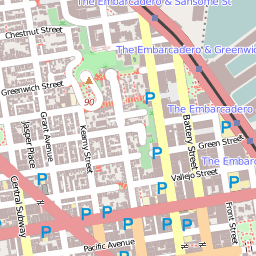 The Embarcadero & Sansome St
Chestnut Street
The Embarcadero & Greenwic
Greenwich Street
90
P
The Embarcadero
P
Grant Avenue
Jasper Place
Kearny Street
Battery Street
Green Street
The Embarc
P
Vallejo Street
P
P
P
P
Central Subway
P
P
P
P
Front Street
Pacific Avenue